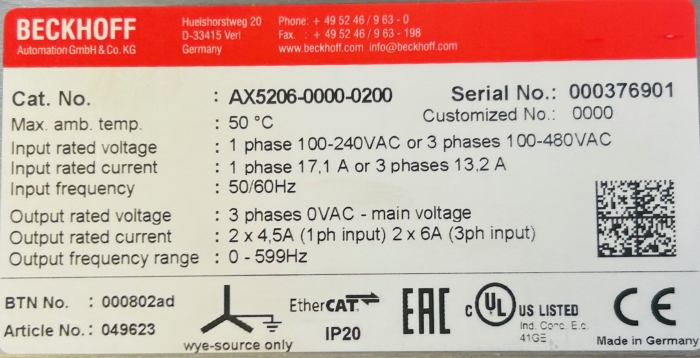 BECKHOFF
Automation GmbH & Co. KG
Huelshorstweg 20
D-33415 Verl
Germany
Phone: + 49 52 46 / 9 63 - 0
Fax. : + 49 52 46 / 9 63 - 198
www.beckhoff.com info@beckhoff.com
Cat. No. : AX5206-0000-0200 Serial No.: 000376901
Customized No.: 0000
Max. amb. temp. : 50 °C
Input rated voltage : 1 phase 100-240VAC or 3 phases 100-480VAC
Input rated current : 1 phase 17,1 A or 3 phases 13,2 A
Input frequency : 50/60Hz
Output rated voltage : 3 phases 0VAC - main voltage
Output rated current : 2 x 4,5A (1ph input) 2 x 6A (3ph input)
Output frequency range : 0 - 599Hz
BTN No. : 000802ad
Article No. : 049623
wye-source only
EtherCAT
IP20
EAC
C UL US LISTED
Ind. Conc. E.c.
41GE
CE
Made in Germany